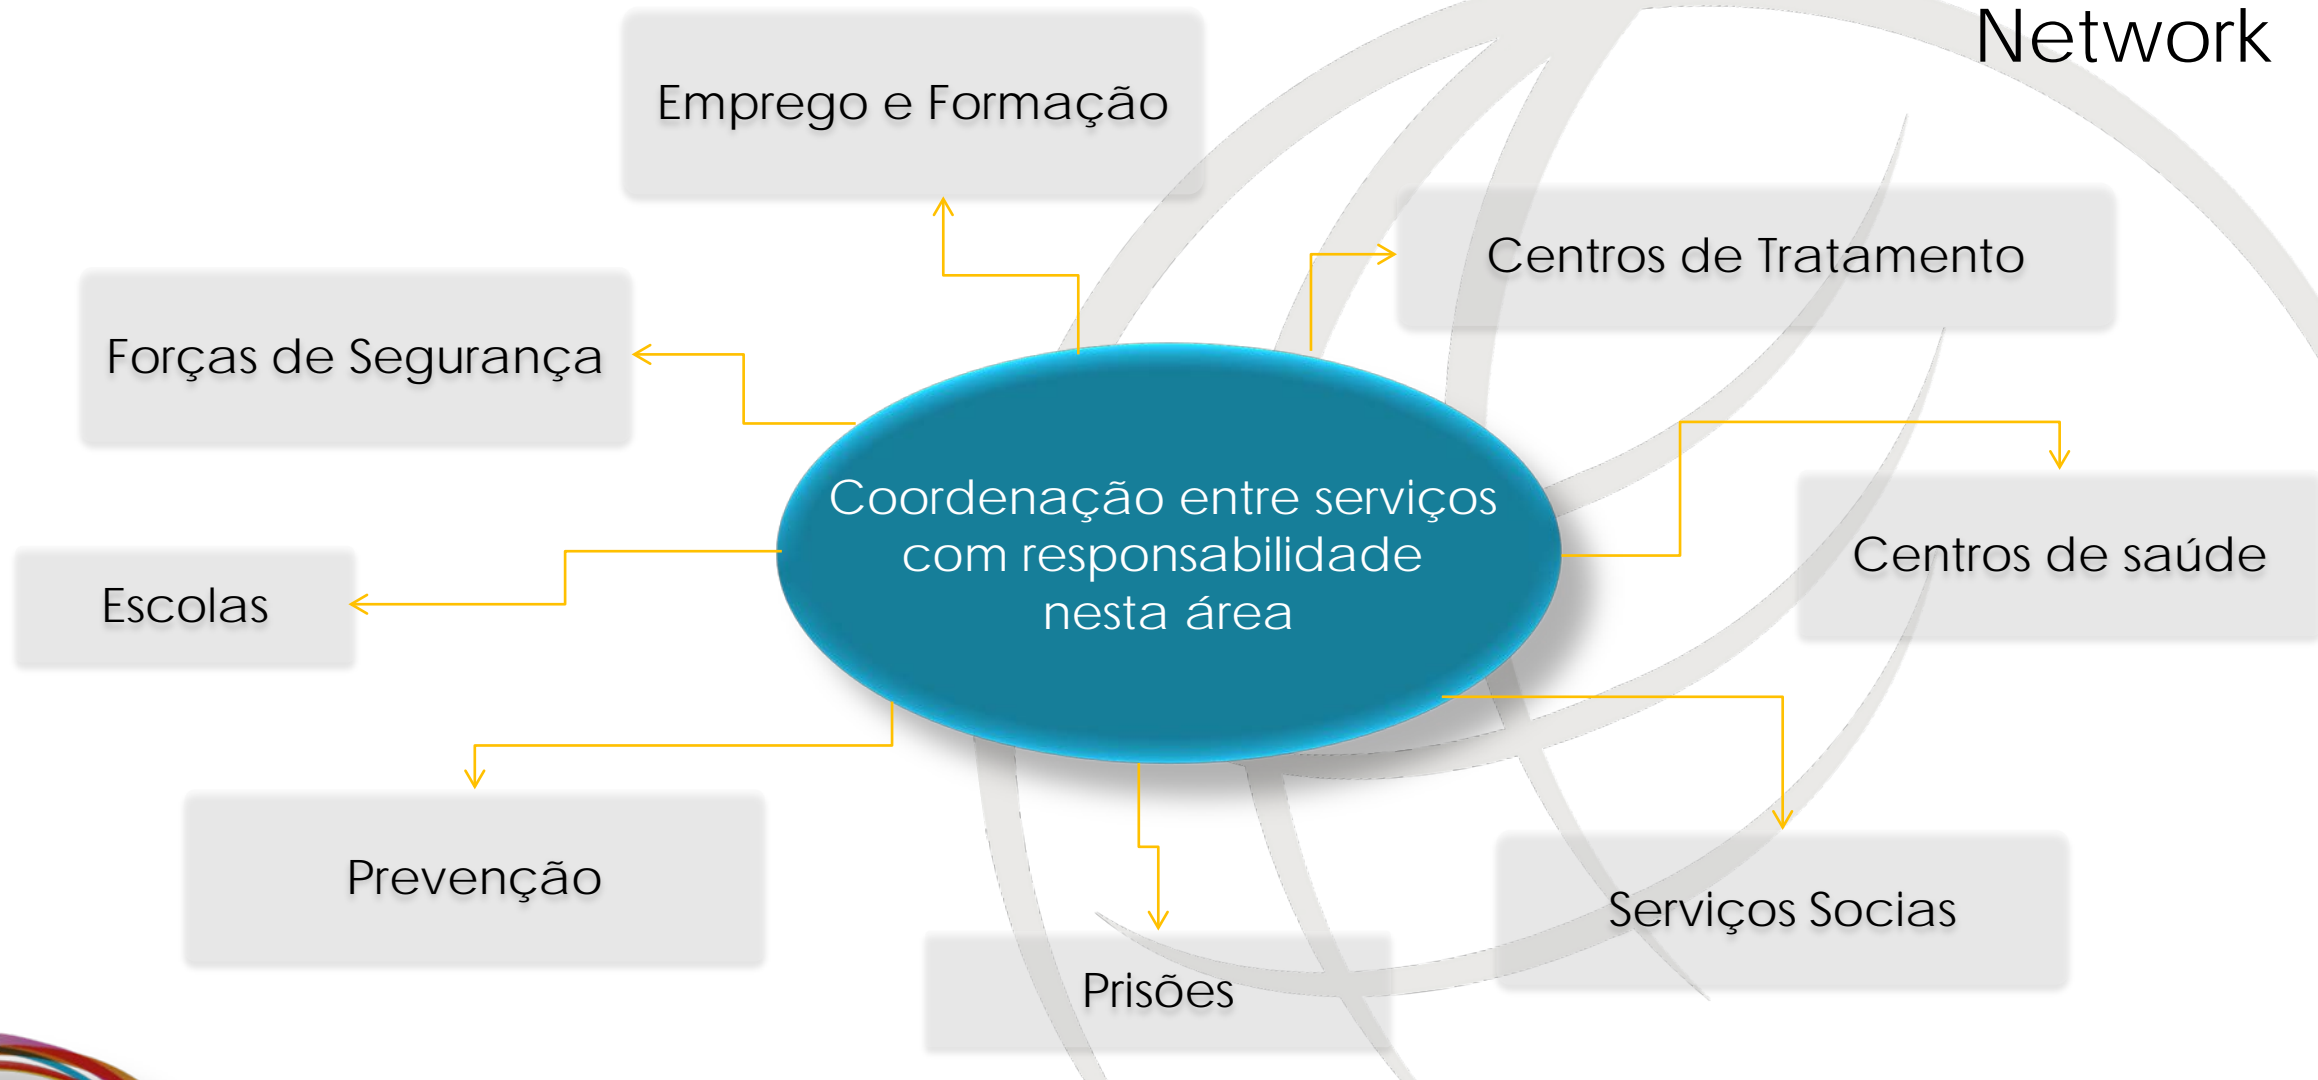 Network
Emprego e Formação
Centros de Tratamento
Forças de Segurança
Coordenação entre serviços
com responsabilidade
nesta área
Centros de saúde
Escolas
Prevenção
Serviços Socias
Prisões